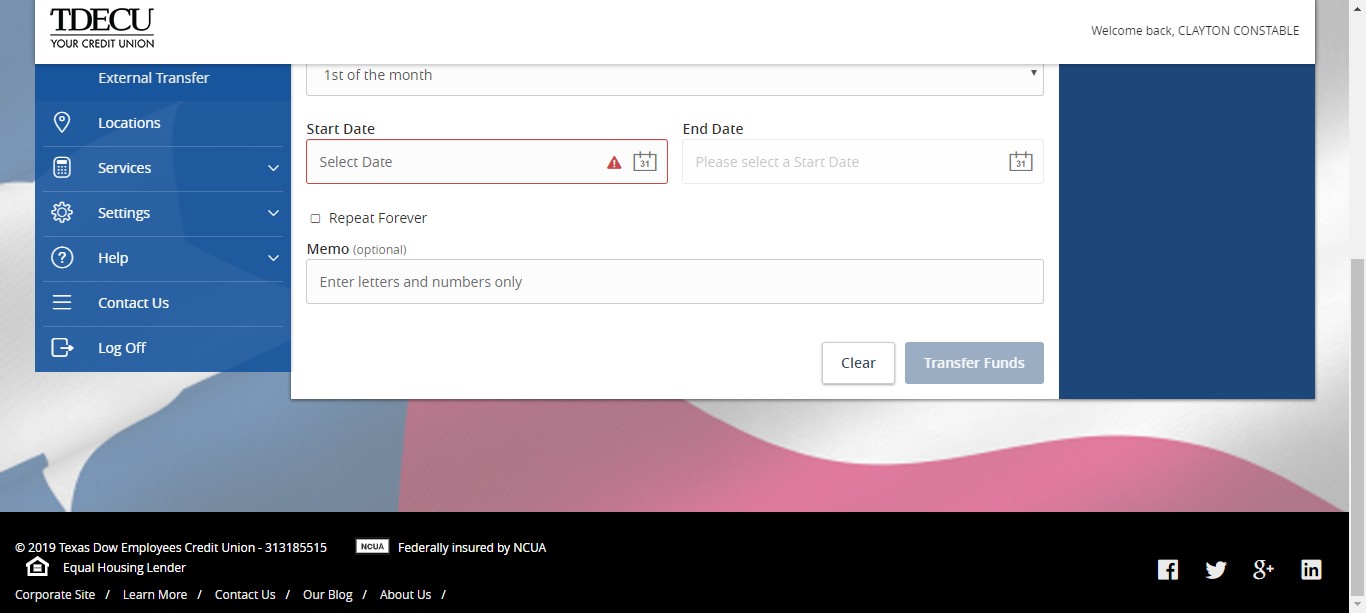 TDECU
YOUR CREDIT UNION
Welcome back, CLAYTON CONSTABLE
External Transfer
Locations
Services
Settings
Help
Contact Us
Log Off
1st of the month
Start Date
End Date
Select Date
31
Please select a Start Date
31
Repeat Forever
Memo (optional)
Enter letters and numbers only
Clear
Transfer Funds
© 2019 Texas Dow Employees Credit Union - 313185515
NCUA
Federally insured by NCUA
Equal Housing Lender
Corporate Site / Learn More / Contact Us / Our Blog / About Us /